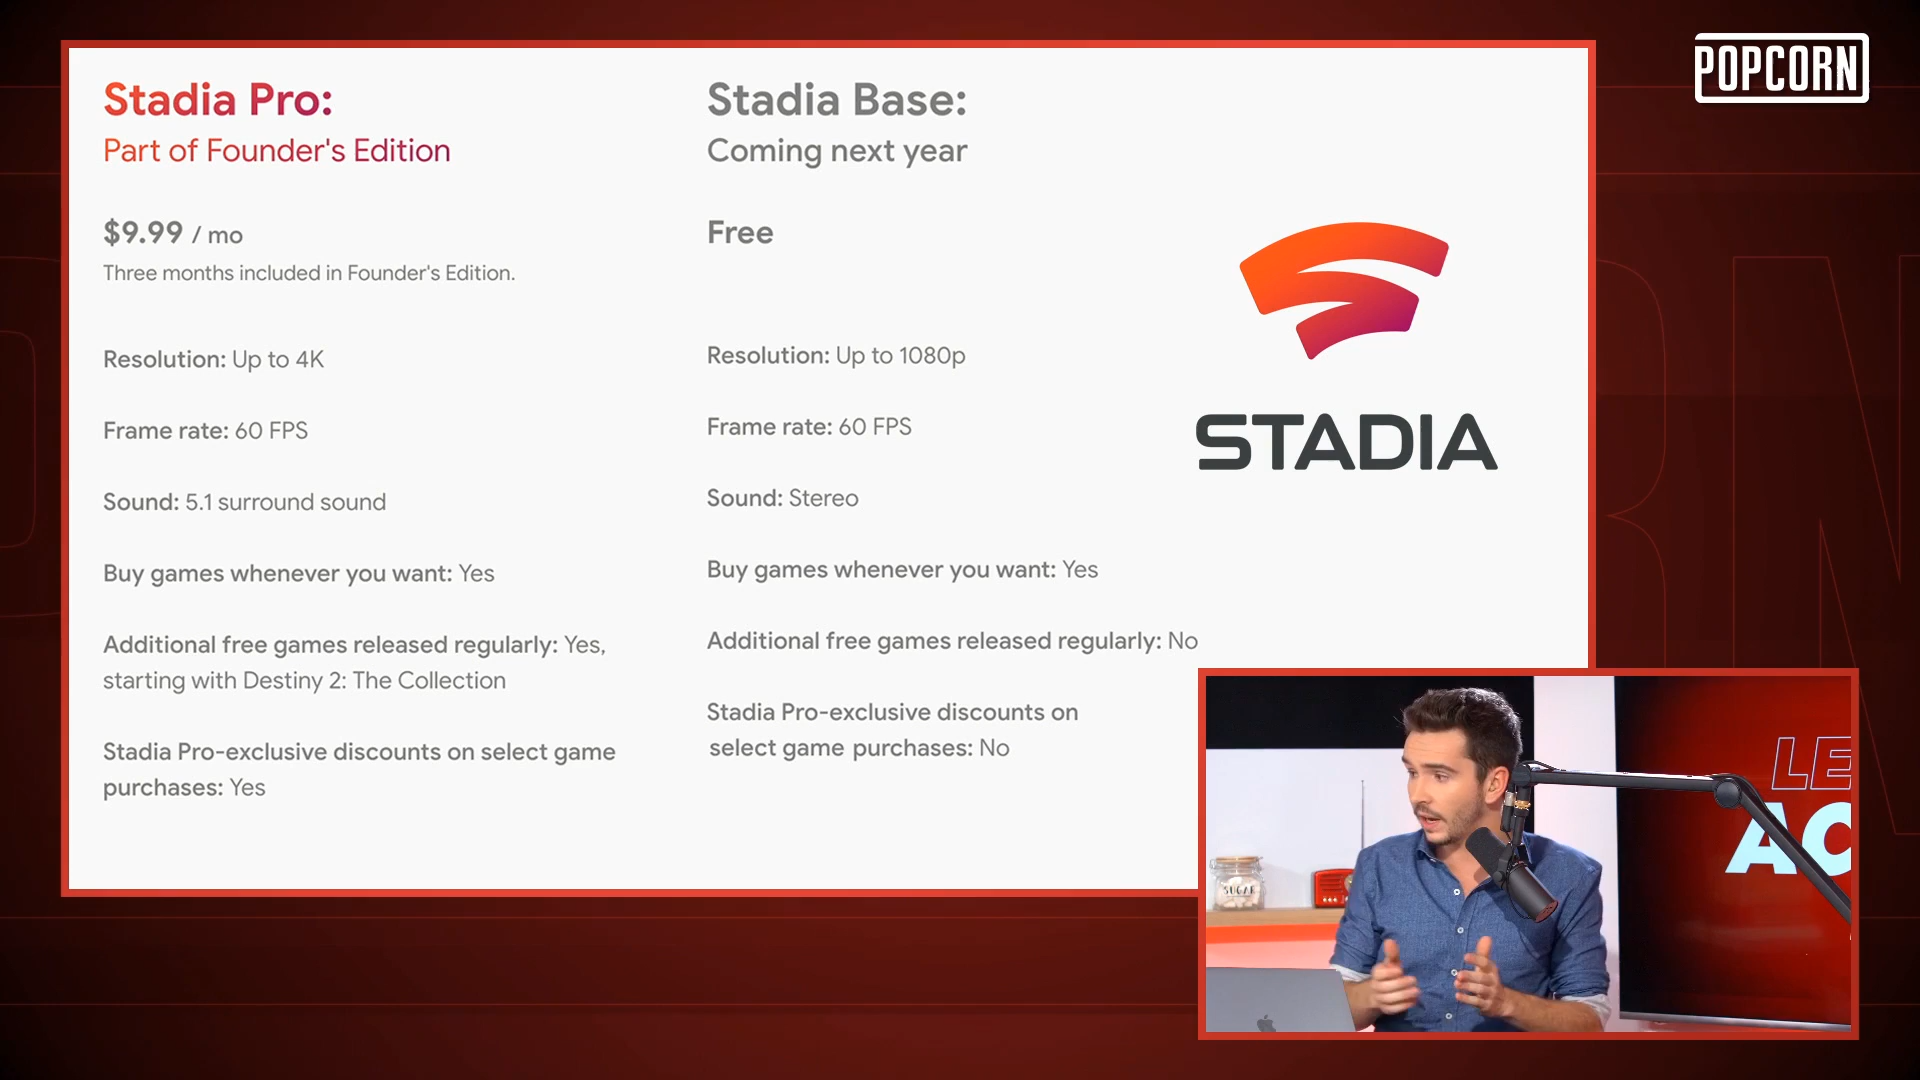 POPCORN
Stadia Pro:
Part of Founder's Edition
$9.99 / mo
Three months included in Founder's Edition.
Resolution: Up to 4K
Frame rate: 60 FPS
Sound: 5.1 surround sound
Buy games whenever you want: Yes
Additional free games released regularly: Yes,
starting with Destiny 2: The Collection
Stadia Pro-exclusive discounts on select game
purchases: Yes
Stadia Base:
Coming next year
Free
Resolution: Up to 1080p
Frame rate: 60 FPS
Sound: Stereo
Buy games whenever you want: Yes
Additional free games released regularly: No
Stadia Pro-exclusive discounts on
select game purchases: No
STADIA
SUGAR
LE